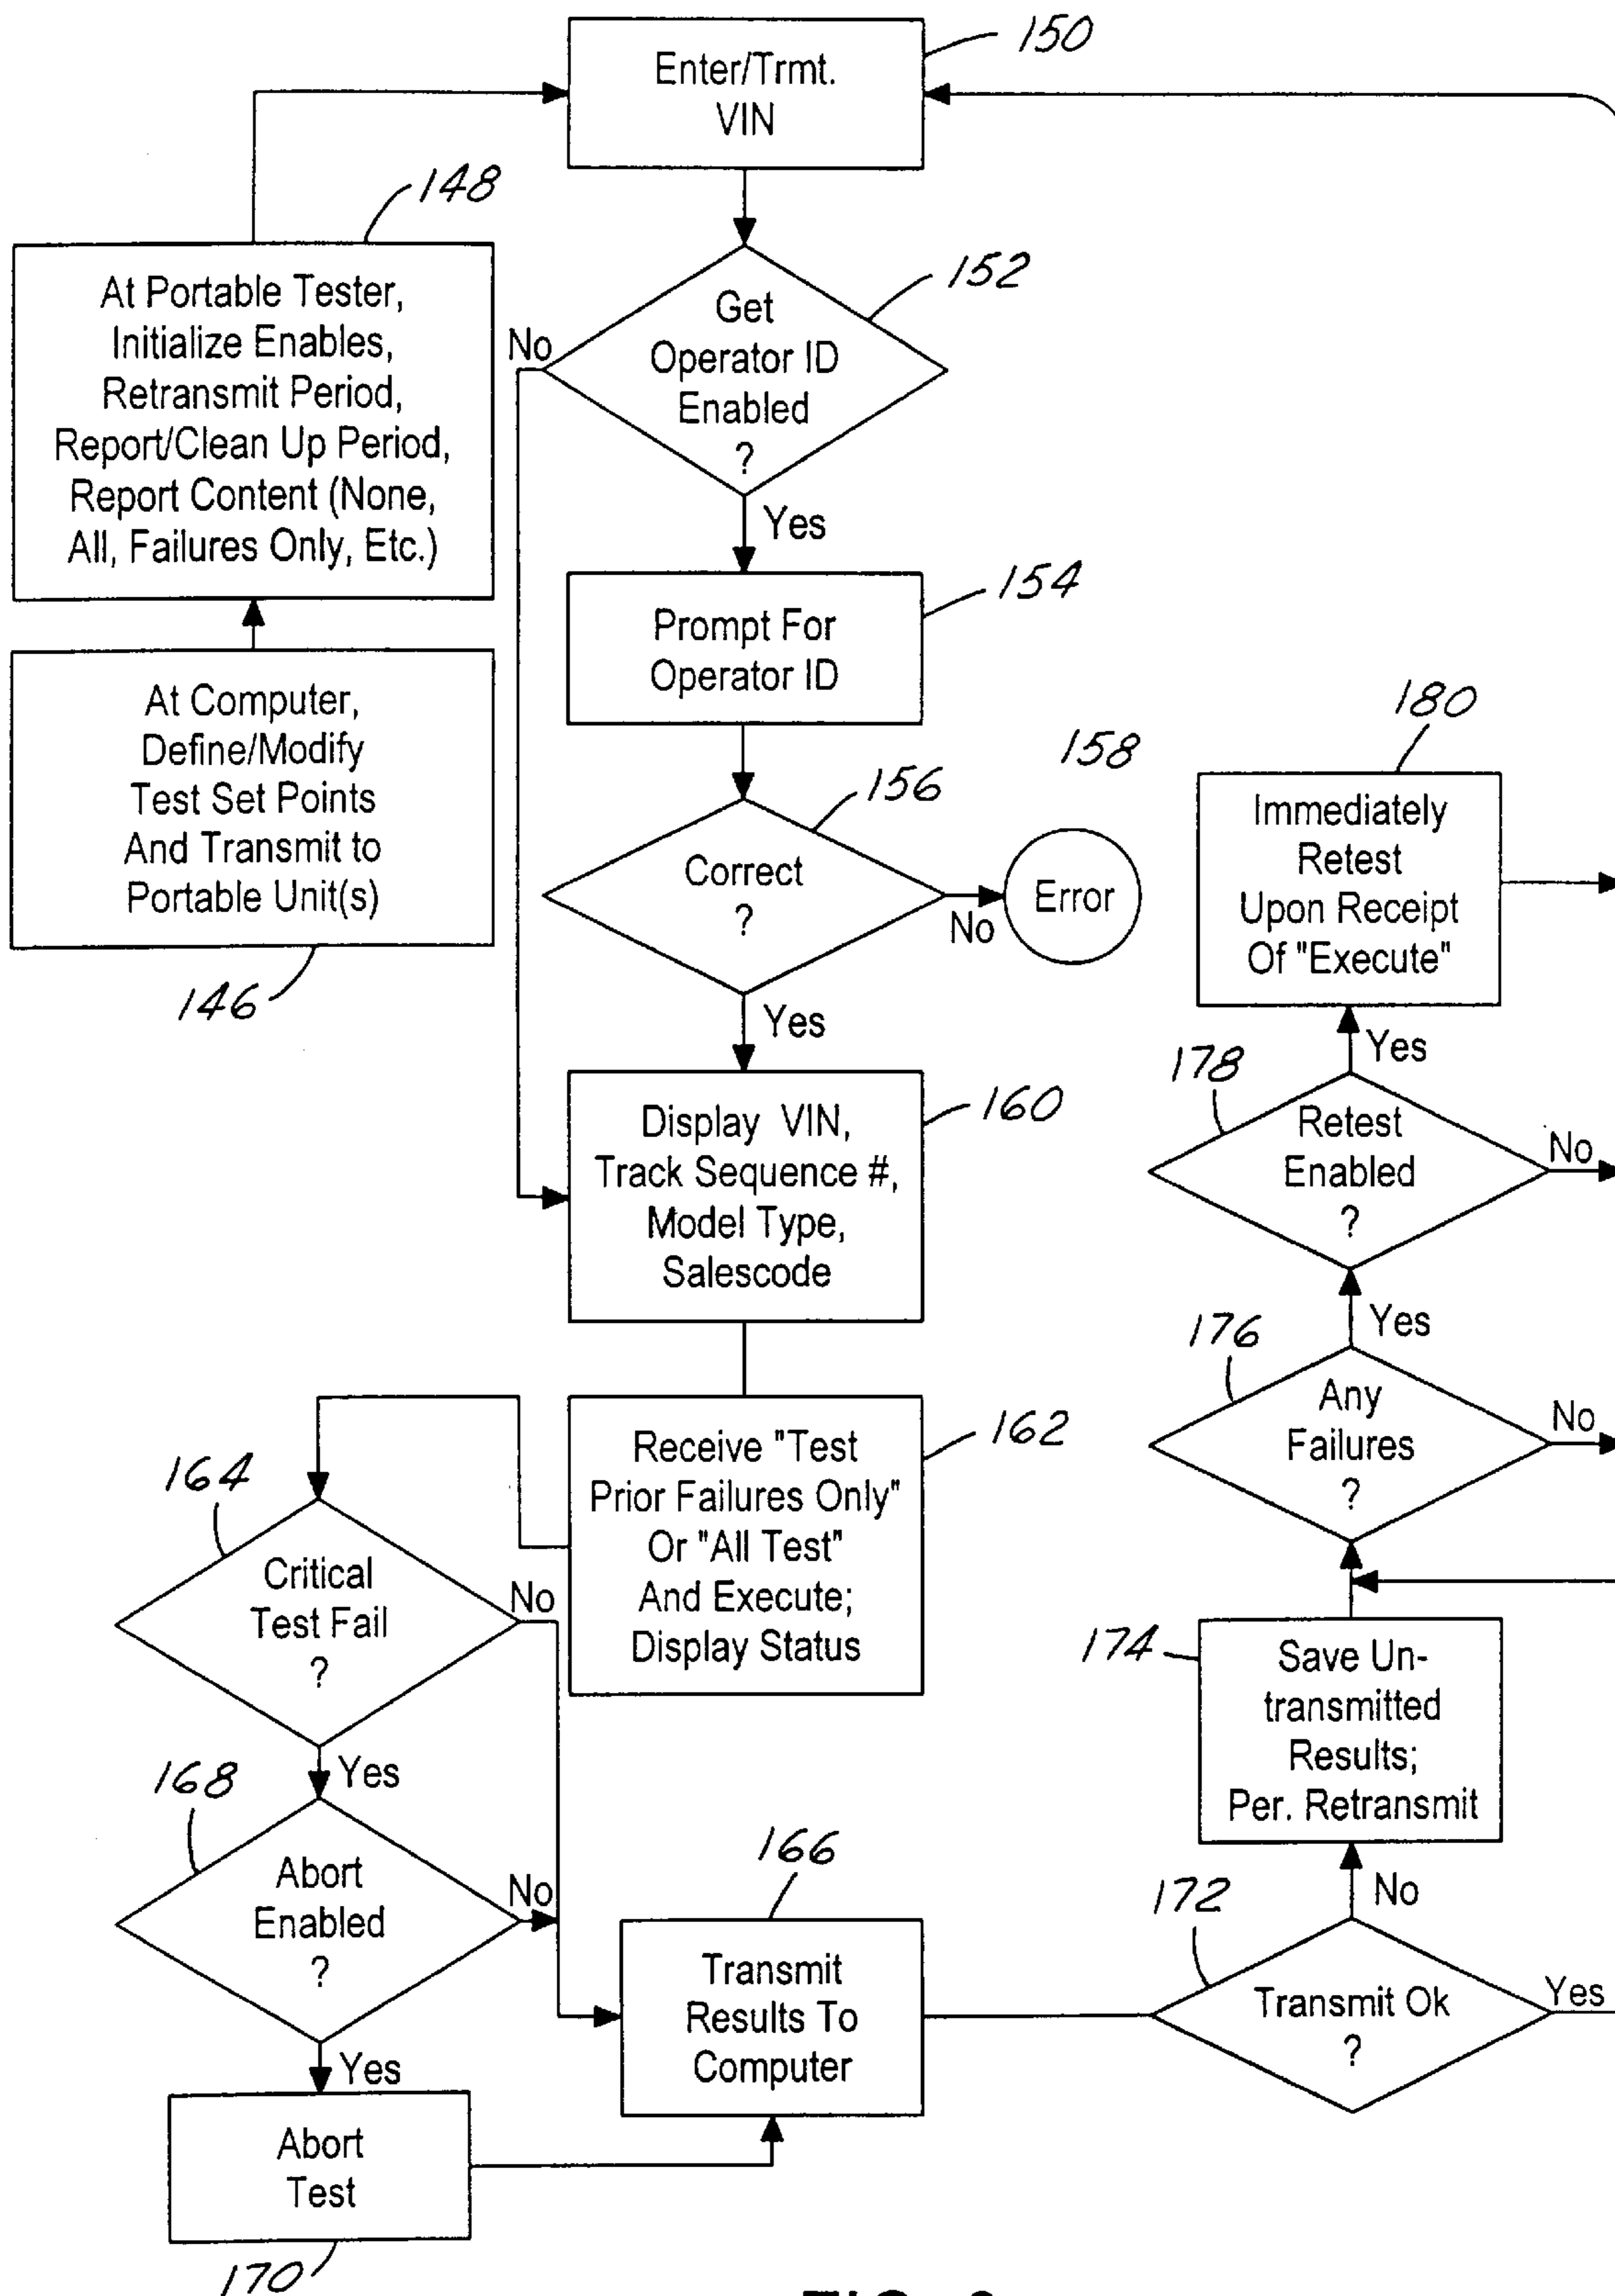 150
Enter/Trmt.
VIN
148
At Portable Tester,
Initialize Enables,
Retransmit Period,
Report/Clean Up Period,
Report Content (None,
All, Failures Only, Etc.)
152
Get
Operator ID
Enabled
?
No
Yes
154
Prompt For
Operator ID
At Computer,
Define/Modify
Test Set Points
And Transmit to
Portable Unit(s)
146
156
Correct
?
No
158
Error
Yes
160
Display VIN,
Track Sequence #,
Model Type,
Salescode
162
Receive "Test
Prior Failures Only"
Or "All Test"
And Execute;
Display Status
164
Critical
Test Fail
?
No
Yes
168
Abort
Enabled
?
No
Yes
Abort
Test
170
166
Transmit
Results To
Computer
172
Transmit Ok
?
Yes
No
174
Save Un-
transmitted
Results;
Per. Retransmit
176
Any
Failures
?
No
Yes
178
Retest
Enabled
?
No
Yes
180
Immediately
Retest
Upon Receipt
Of "Execute"